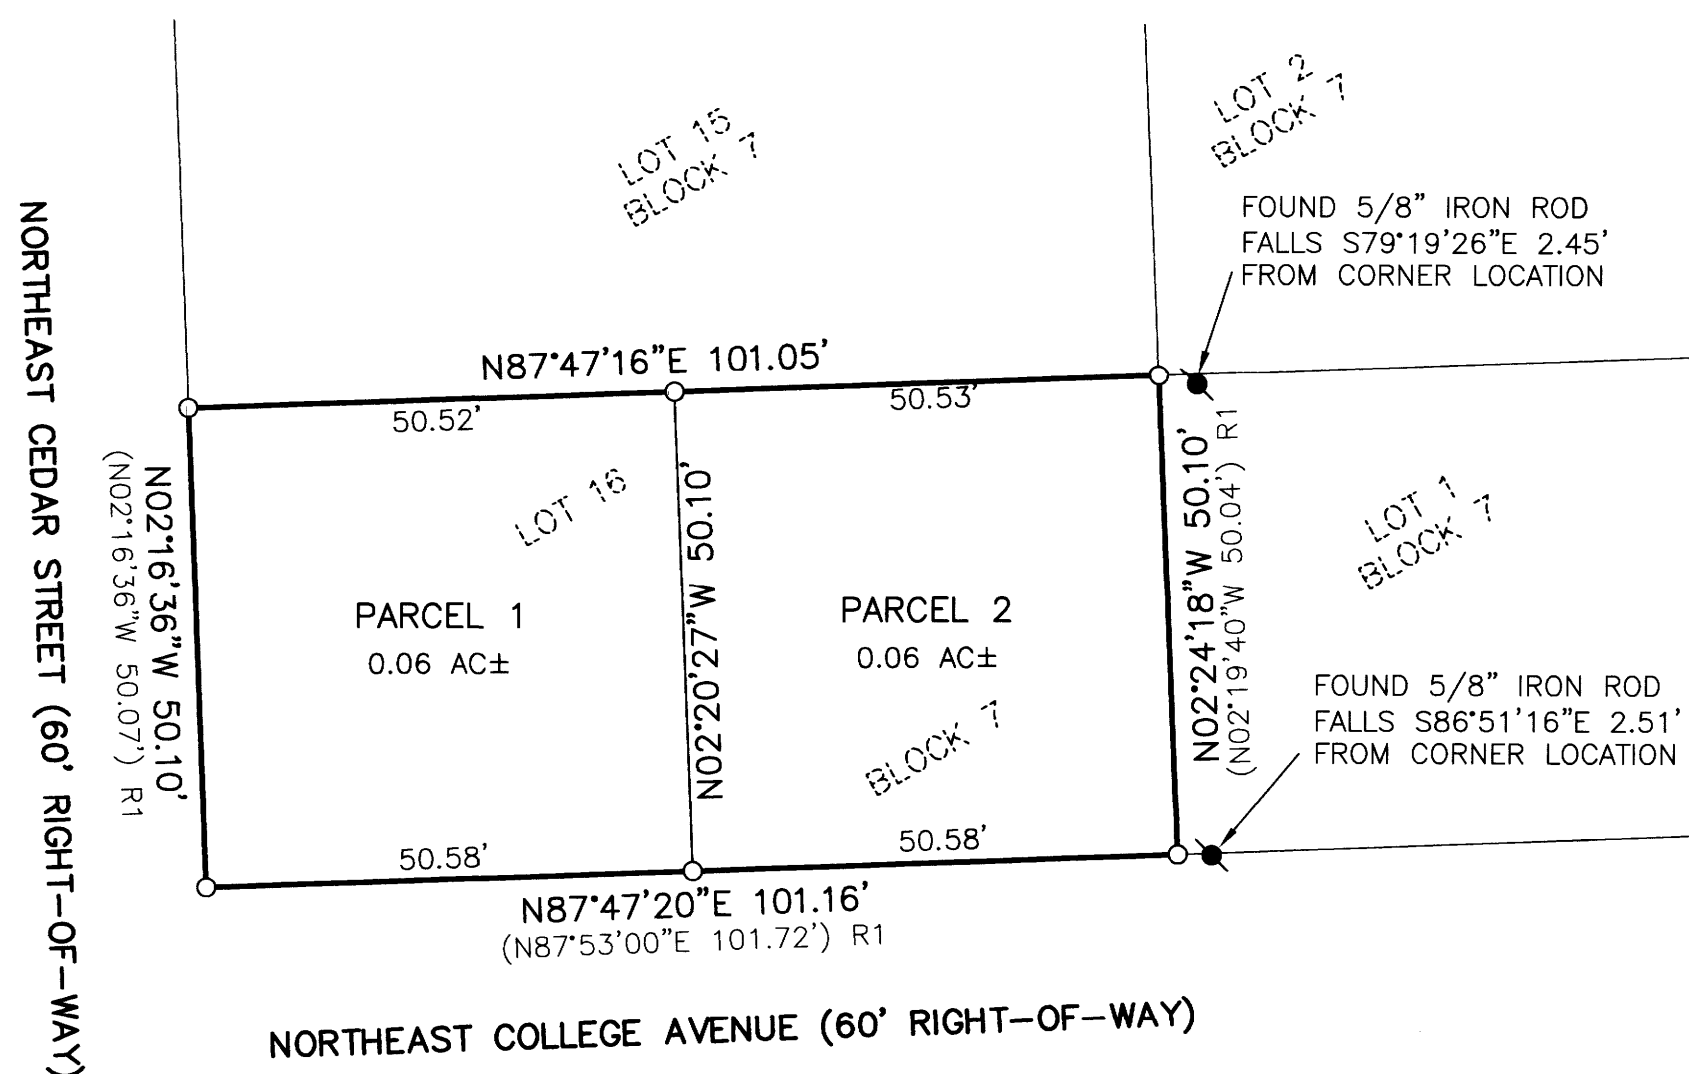 LOT 2
BLOCK 7
LOT 15
BLOCK 7
FOUND 5/8" IRON ROD
FALLS S79°19'26"E 2.45'
FROM CORNER LOCATION
NORTHEAST CEDAR STREET (60' RIGHT-OF-WAY)
N87°47'16"E 101.05'
50.52'
50.53'
N02°16'36"W 50.10'
(N02°16'36"W 50.07') R1
LOT 16
N02°20'27"W 50.10'
N02°24'18"W 50.10'
(N02°19'40"W 50.04') R1
LOT 1
BLOCK 7
PARCEL 1
0.06 AC±
PARCEL 2
0.06 AC±
BLOCK 7
FOUND 5/8" IRON ROD
FALLS S86°51'16"E 2.51'
FROM CORNER LOCATION
50.58'
50.58'
N87°47'20"E 101.16'
(N87°53'00"E 101.72') R1
NORTHEAST COLLEGE AVENUE (60' RIGHT-OF-WAY)